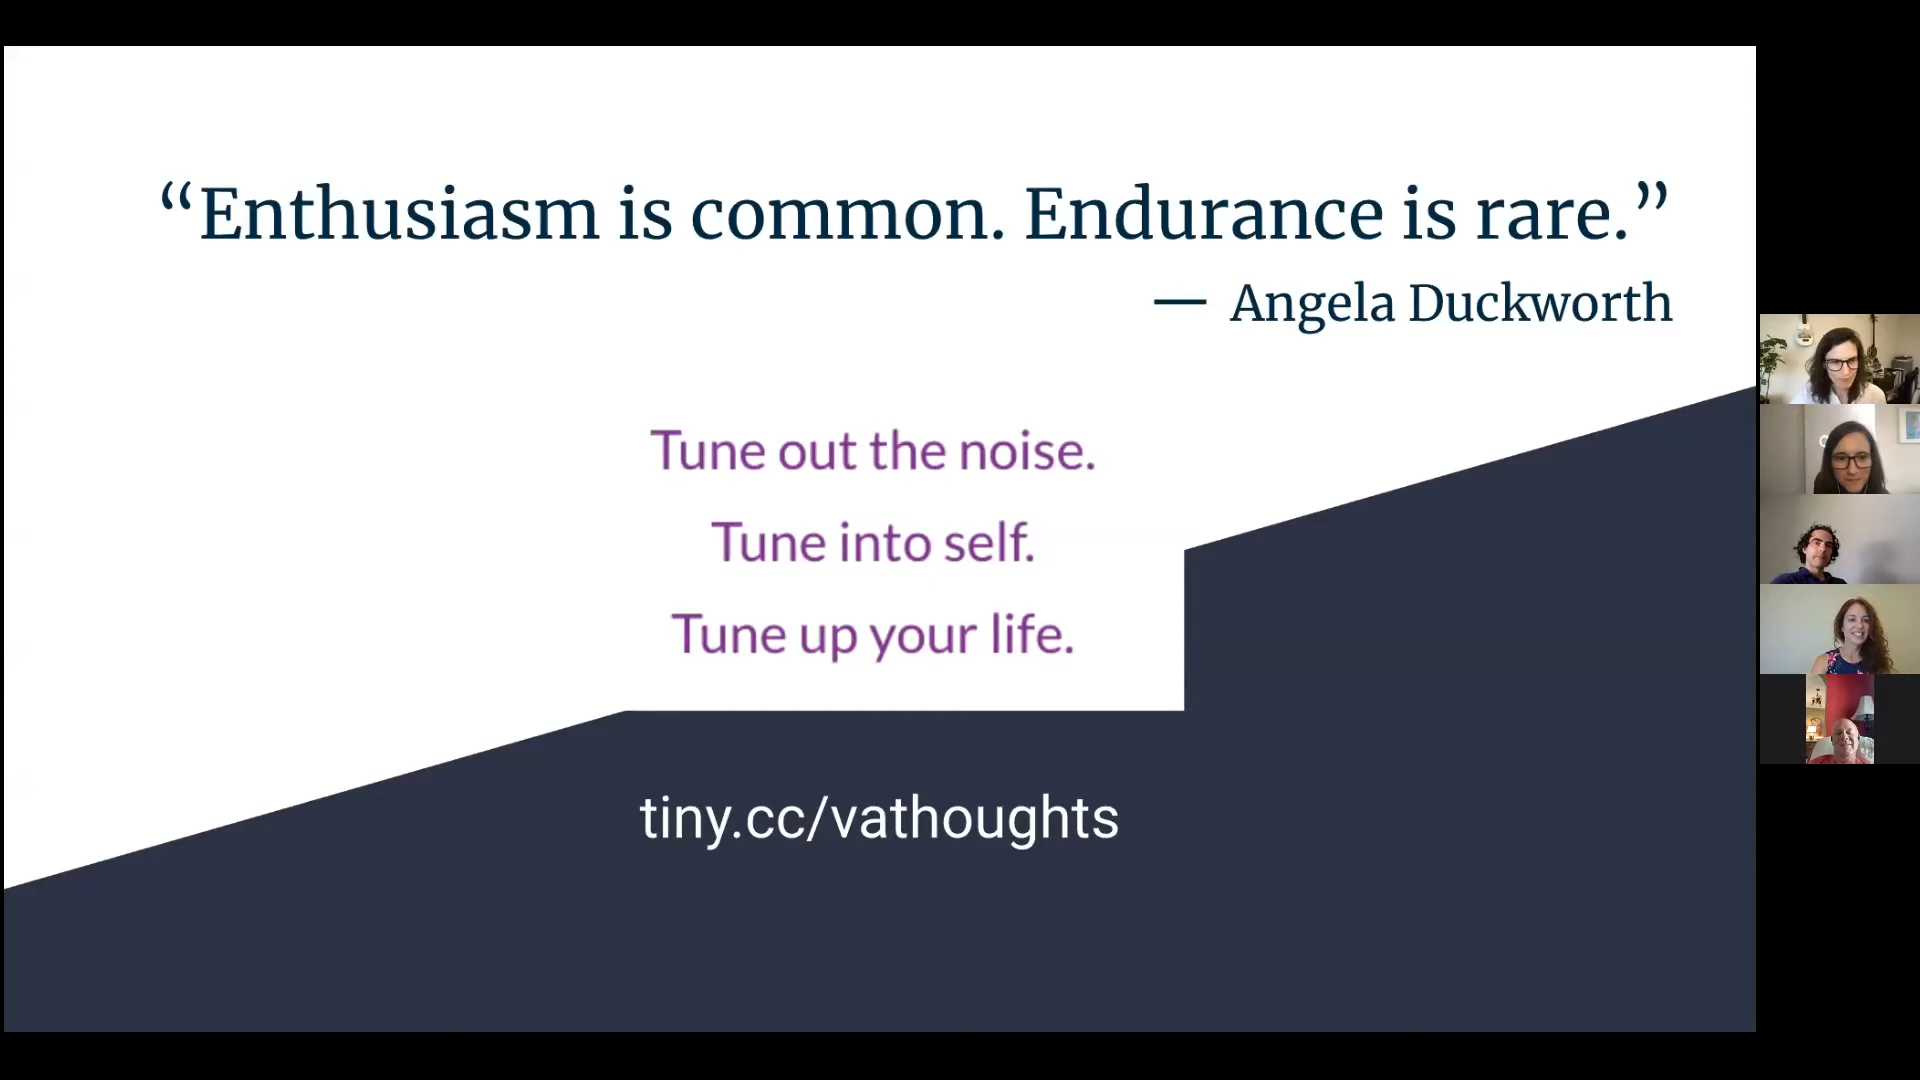 “Enthusiasm is common. Endurance is rare.”
— Angela Duckworth
Tune out the noise.
Tune into self.
Tune up your life.
tiny.cc/vathoughts